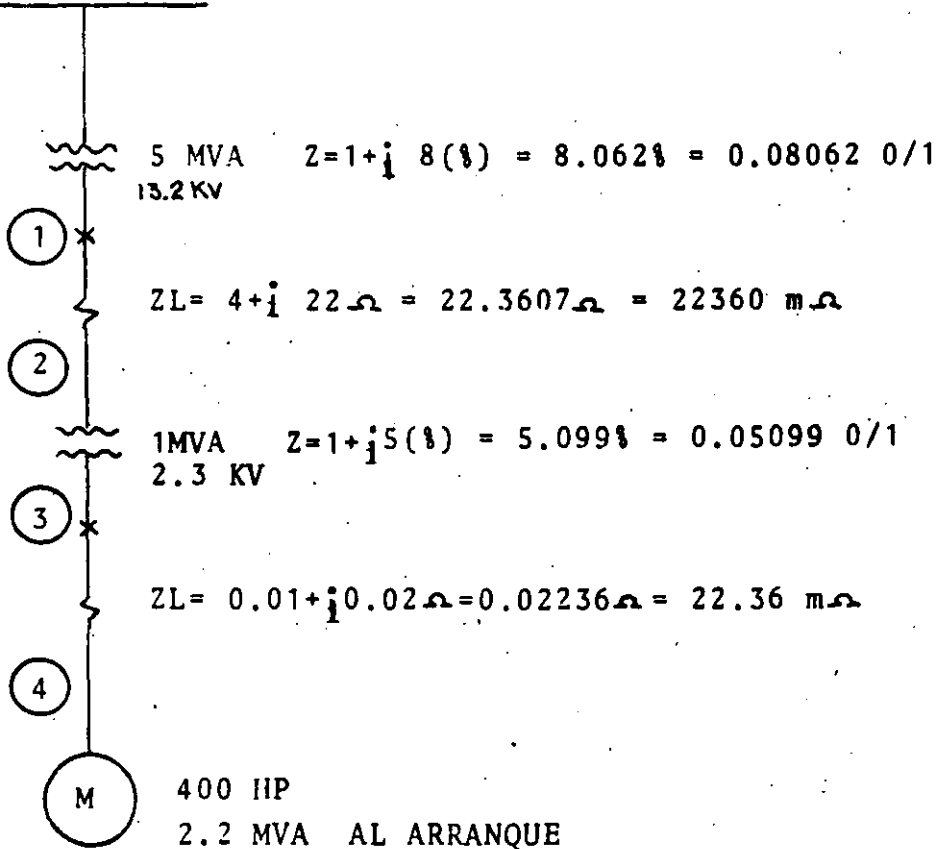 5 MVA Z=1+j 8(%) = 8.062% = 0.08062 0/1
13.2 KV
1
ZL= 4+j 22Ω = 22.3607Ω = 22360 mΩ
2
1MVA Z=1+j5(%) = 5.099% = 0.05099 0/1
2.3 KV
3
ZL= 0.01+j0.02Ω=0.02236Ω= 22.36 mΩ
4
M
400 HP
2.2 MVA AL ARRANQUE